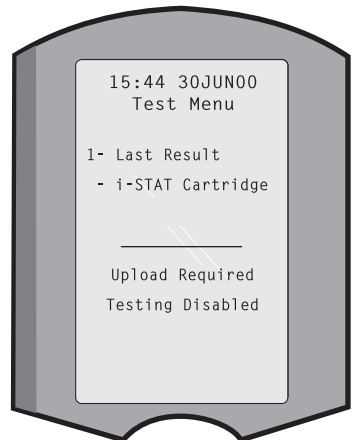 15:44 30JUN00
Test Menu
1- Last Result
- i-STAT Cartridge
Upload Required
Testing Disabled